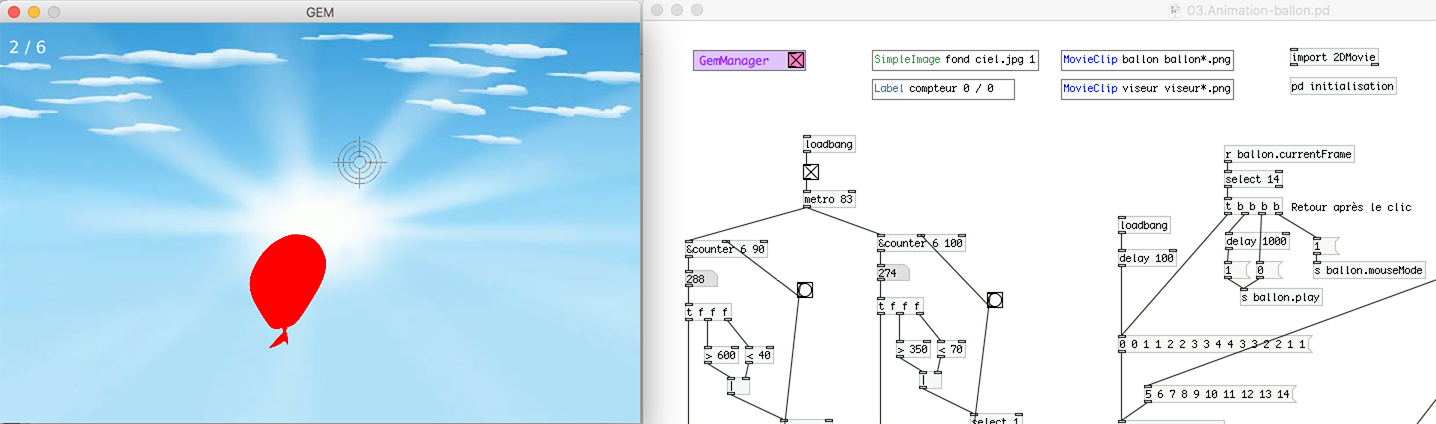 GEM
2 / 6
03.Animation-ballon.pd
GemManager
SimpleImage fond ciel.jpg 1
MovieClip ballon ballon*.png
import 2DMovie
Label compteur 0 / 0
MovieClip viseur viseur*.png
pd initialisation
loadbang
metro 83
&counter 6 90
288
t f f f
> 600
< 40
|
&counter 6 100
274
t f f f
> 350
< 70
|
select 1
r ballon.currentFrame
select 14
t b b b b
Retour après le clic
loadbang
delay 100
delay 1000
1
0
1
s ballon.mouseMode
s ballon.play
0 0 1 1 2 2 3 3 4 4 3 3 2 2 1 1
5 6 7 8 9 10 11 12 13 14